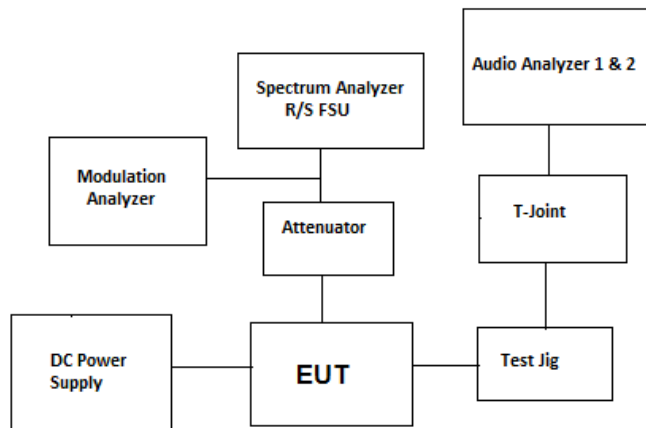 Audio Analyzer 1 & 2
Spectrum Analyzer
R/S FSU
Modulation
Analyzer
T-Joint
Attenuator
DC Power
Supply
EUT
Test Jig